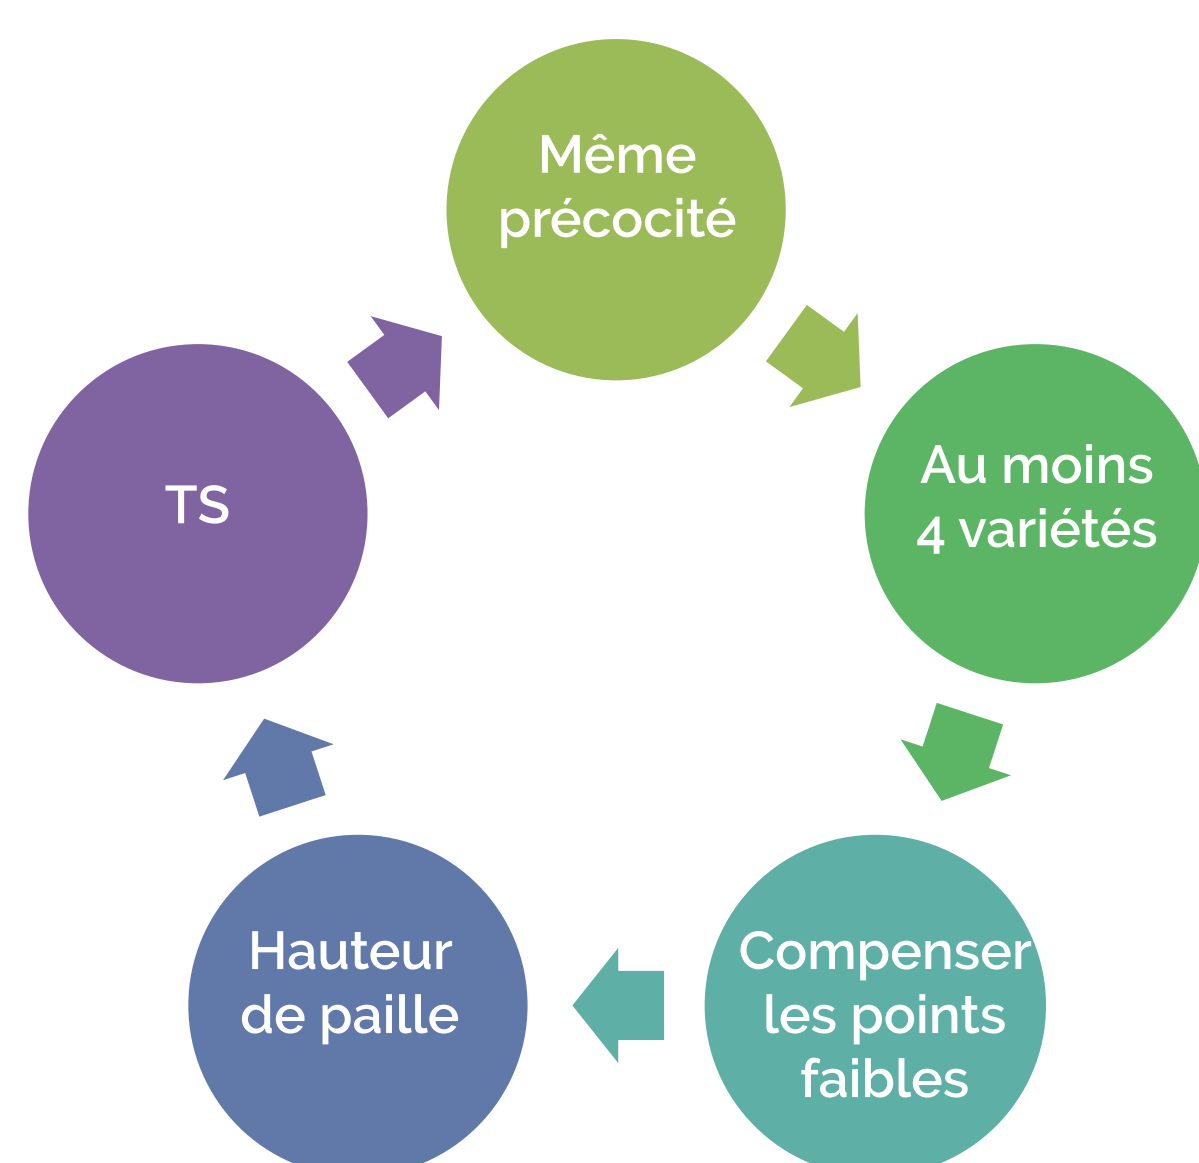 Même
précocité
Au moins
4 variétés
Compenser
les points
faibles
Hauteur
de paille
TS